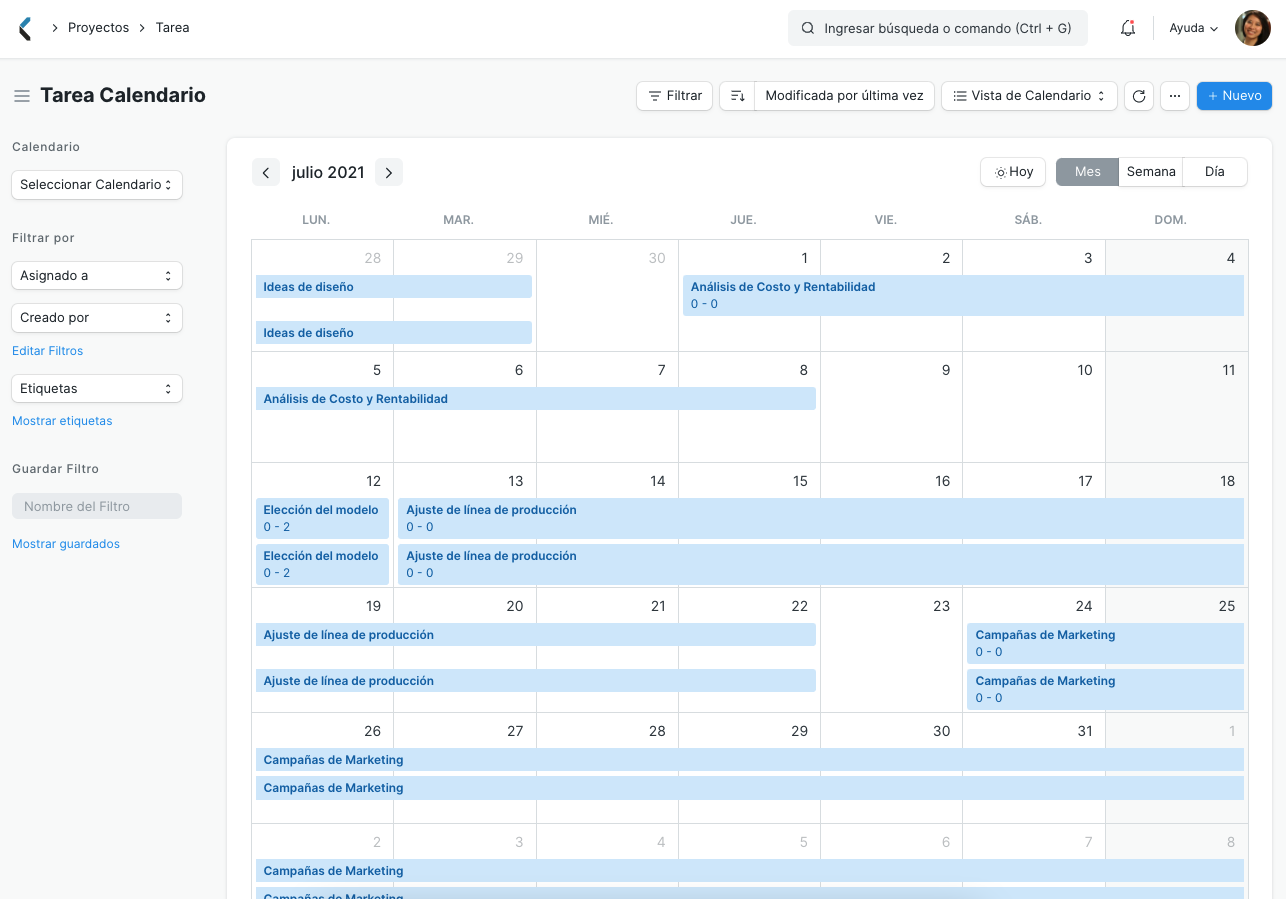 Proyectos
Tarea
Ingresar búsqueda o comando (Ctrl + G)
Ayuda
Tarea Calendario
Filtrar
Modificada por última vez
Vista de Calendario
...
+ Nuevo
Calendario
Seleccionar Calendario
Filtrar por
Asignado a
Creado por
Editar Filtros
Etiquetas
Mostrar etiquetas
Guardar Filtro
Nombre del Filtro
Mostrar guardados
julio 2021
Hoy
Mes
Semana
Día
LUN. MAR. MIÉ. JUE. VIE. SÁB. DOM.
28 29 30 1 2 3 4
Ideas de diseño
Análisis de Costo y Rentabilidad
0 - 0
Ideas de diseño
5 6 7 8 9 10 11
Análisis de Costo y Rentabilidad
12 13 14 15 16 17 18
Elección del modelo
0 - 2
Ajuste de línea de producción
0 - 0
Elección del modelo
0 - 2
Ajuste de línea de producción
0 - 0
19 20 21 22 23 24 25
Ajuste de línea de producción
Campañas de Marketing
0 - 0
Ajuste de línea de producción
Campañas de Marketing
0 - 0
26 27 28 29 30 31 1
Campañas de Marketing
Campañas de Marketing
2 3 4 5 6 7 8
Campañas de Marketing
Campañas de Marketing